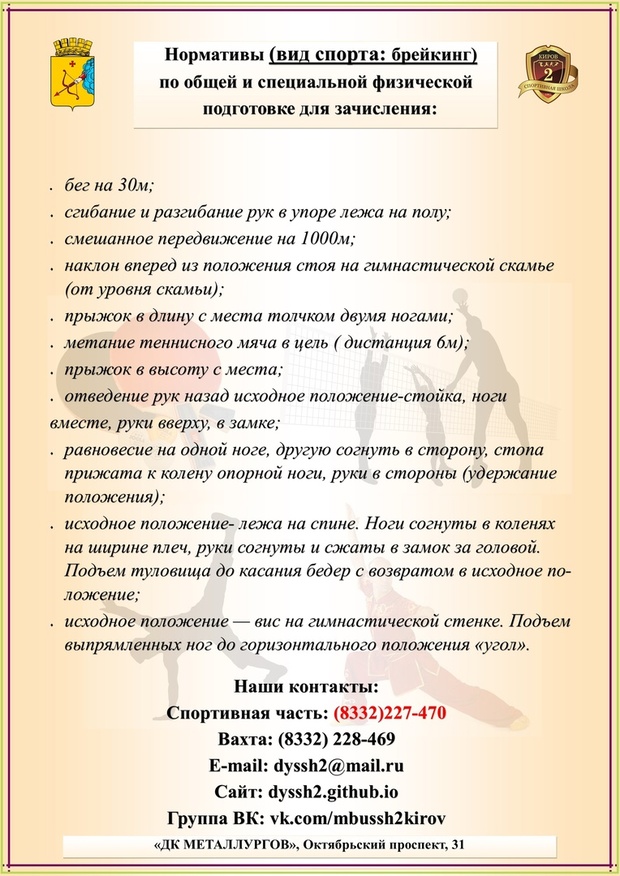 КИРОВ
2
СПОРТИВНАЯ ШКОЛА
Нормативы (вид спорта: брейкинг)
по общей и специальной физической
подготовке для зачисления:
• бег на 30м;
• сгибание и разгибание рук в упоре лежа на полу;
• смешанное передвижение на 1000м;
• наклон вперед из положения стоя на гимнастической скамье
(от уровня скамьи);
• прыжок в длину с места толчком двумя ногами;
• метание теннисного мяча в цель ( дистанция 6м);
• прыжок в высоту с места;
• отведение рук назад исходное положение-стойка, ноги
вместе, руки вверху, в замке;
• равновесие на одной ноге, другую согнуть в сторону, стопа
прижата к колену опорной ноги, руки в стороны (удержание
положения);
• исходное положение- лежа на спине. Ноги согнуты в коленях
на ширине плеч, руки согнуты и сжаты в замок за головой.
Подъем туловища до касания бедер с возвратом в исходное по-
ложение;
• исходное положение — вис на гимнастической стенке. Подъем
выпрямленных ног до горизонтального положения «угол».
Наши контакты:
Спортивная часть: (8332)227-470
Вахта: (8332) 228-469
E-mail: dyssh2@mail.ru
Сайт: dyssh2.github.io
Группа ВК: vk.com/mbussh2kirov
«ДК МЕТАЛЛУРГОВ», Октябрьский проспект, 31